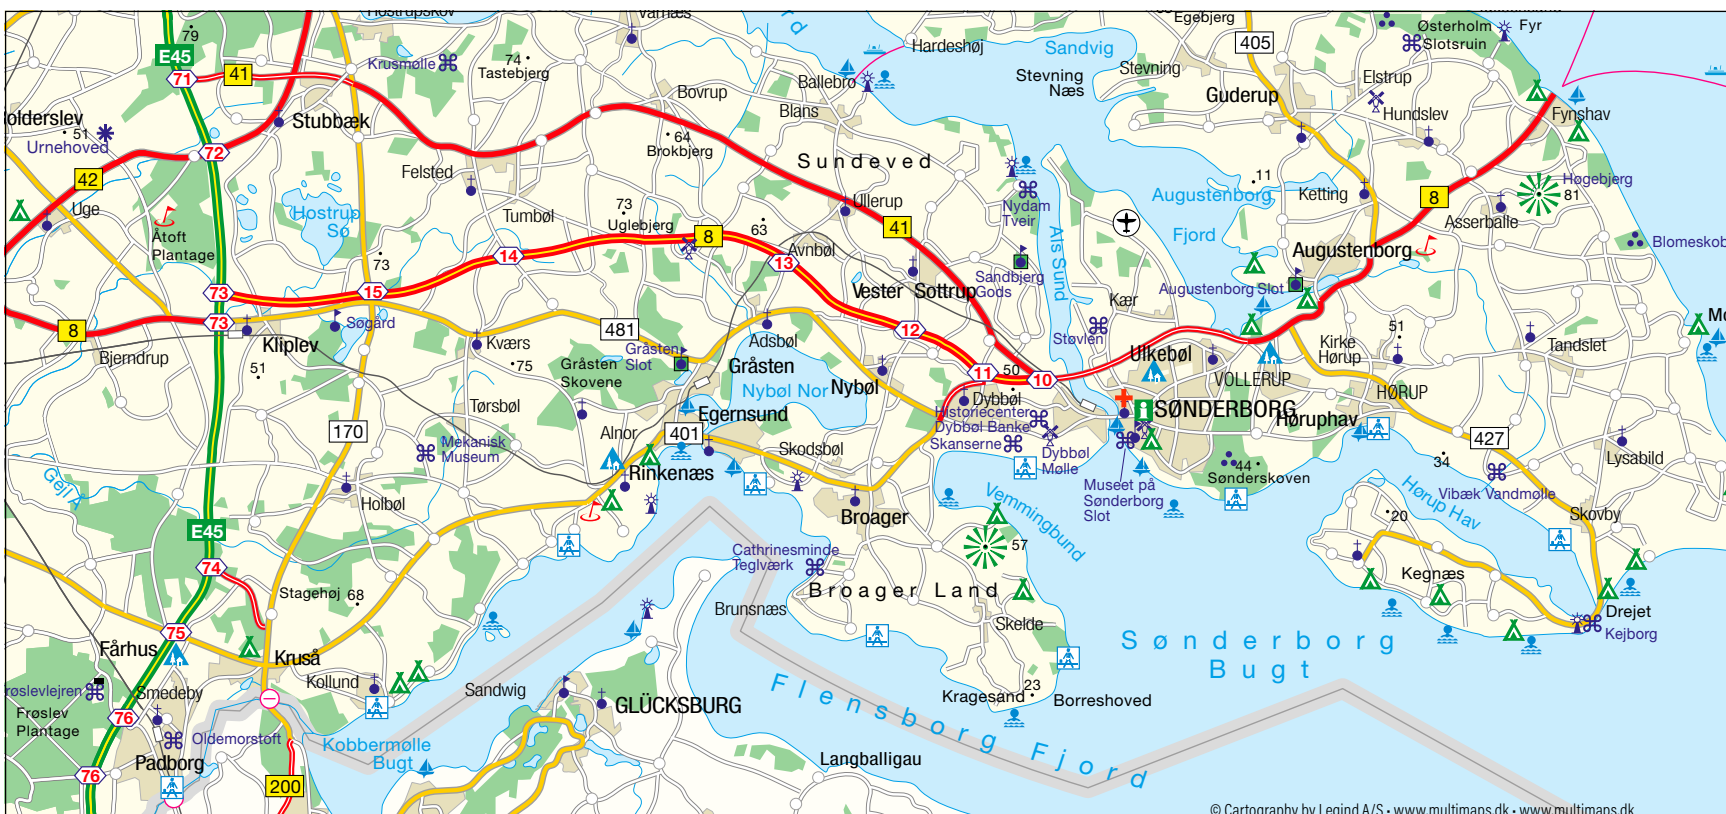 Hostrupskov
Varnæs
Egebjerg
Østerholm
Slotsruin
Fyr
79
E45
71
41
Krusmølle
74
Tastebjerg
Hardeshøj
Sandvig
405
Stevning
Næs
Stevning
Elstrup
Ballebro
Blans
Bovrup
Guderup
Hundslev
Fynshav
51
Urnehoved
Stubbæk
64
Brokbjerg
Sundeved
72
42
Felsted
Høgebjerg
81
11
Augustenborg
Fjord
Ketting
8
Asserballe
Nydam
Tveir
Uge
Hostrup
Sø
Tumbøl
73
Uglebjerg
63
Ullerup
41
Åtoft
Plantage
73
14
8
13
Avnbøl
Als Sund
Augustenborg
Blomeskob
Sandbjerg
Gods
Augustenborg Slot
73
15
Vester Sottrup
Kær
73
8
Søgård
481
12
Støvlen
Kirke
Hørup
51
Bjerndrup
Kliplev
Kværs
Adsbøl
Ulkebøl
Tandslet
51
75
Gråsten
Skovene
Gråsten
Slot
Gråsten
Nybøl Nor
Nybøl
11
50
10
VOLLERUP
HØRUP
Dybbøl
Tørsbøl
Egernsund
Historiecenter
Dybbøl Banke
SØNDERBORG
Høruphav
170
Alnor
401
Skodsbøl
Skanserne
Dybbøl
Mølle
427
Mekanisk
Museum
Rinkenæs
44
Sønderskoven
34
Lysabild
Gejl Å
Holbøl
Broager
Vemmingbund
Museet på
Sønderborg
Slot
Vibæk Vandmølle
Hørup Hav
Skovby
20
E45
74
Cathrinesminde
Teglværk
57
Kegnæs
Stagehøj
68
Broager Land
Brunsnæs
Drejet
Kejborg
75
Skelde
Sønderborg
Bugt
Fårhus
Kruså
Kollund
Sandwig
Smedeby
GLÜCKSBURG
Kragesand
23
Borreshoved
Frøslev
Plantage
76
Oldemorstoft
Flensborg Fjord
Kobbermølle
Bugt
Padborg
76
200
Langballigau
© Cartography by Legind A/S • www.multimaps.dk • www.multimaps.dk